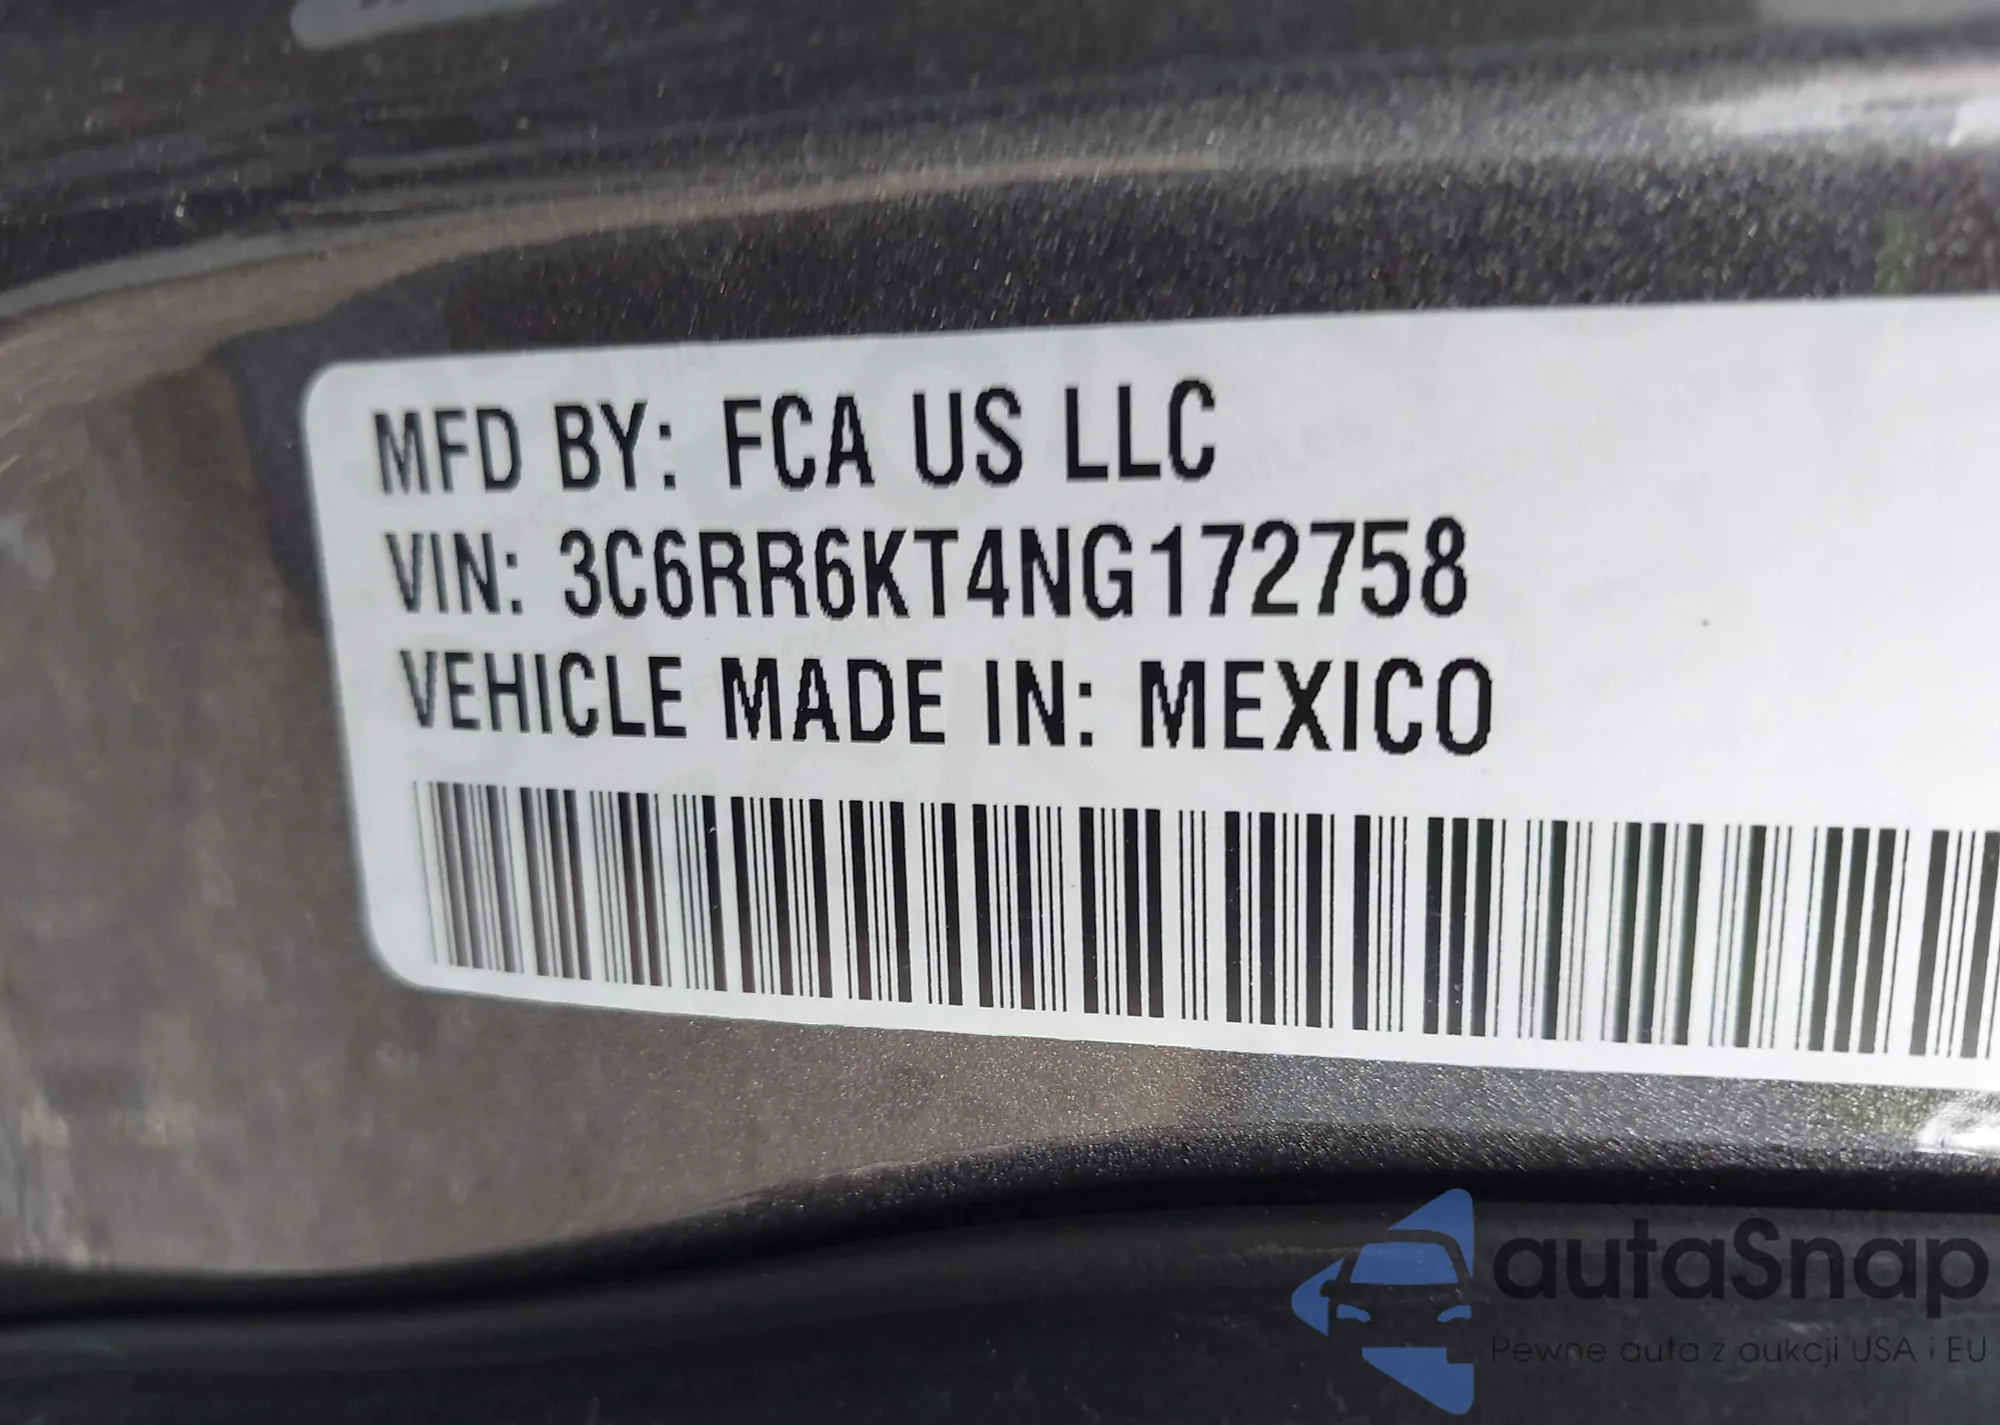 MFD BY: FCA US LLC
VIN: 3C6RR6KT4NG172758
VEHICLE MADE IN: MEXICO
autaSnap
Pewne auta z aukcji USA i EU